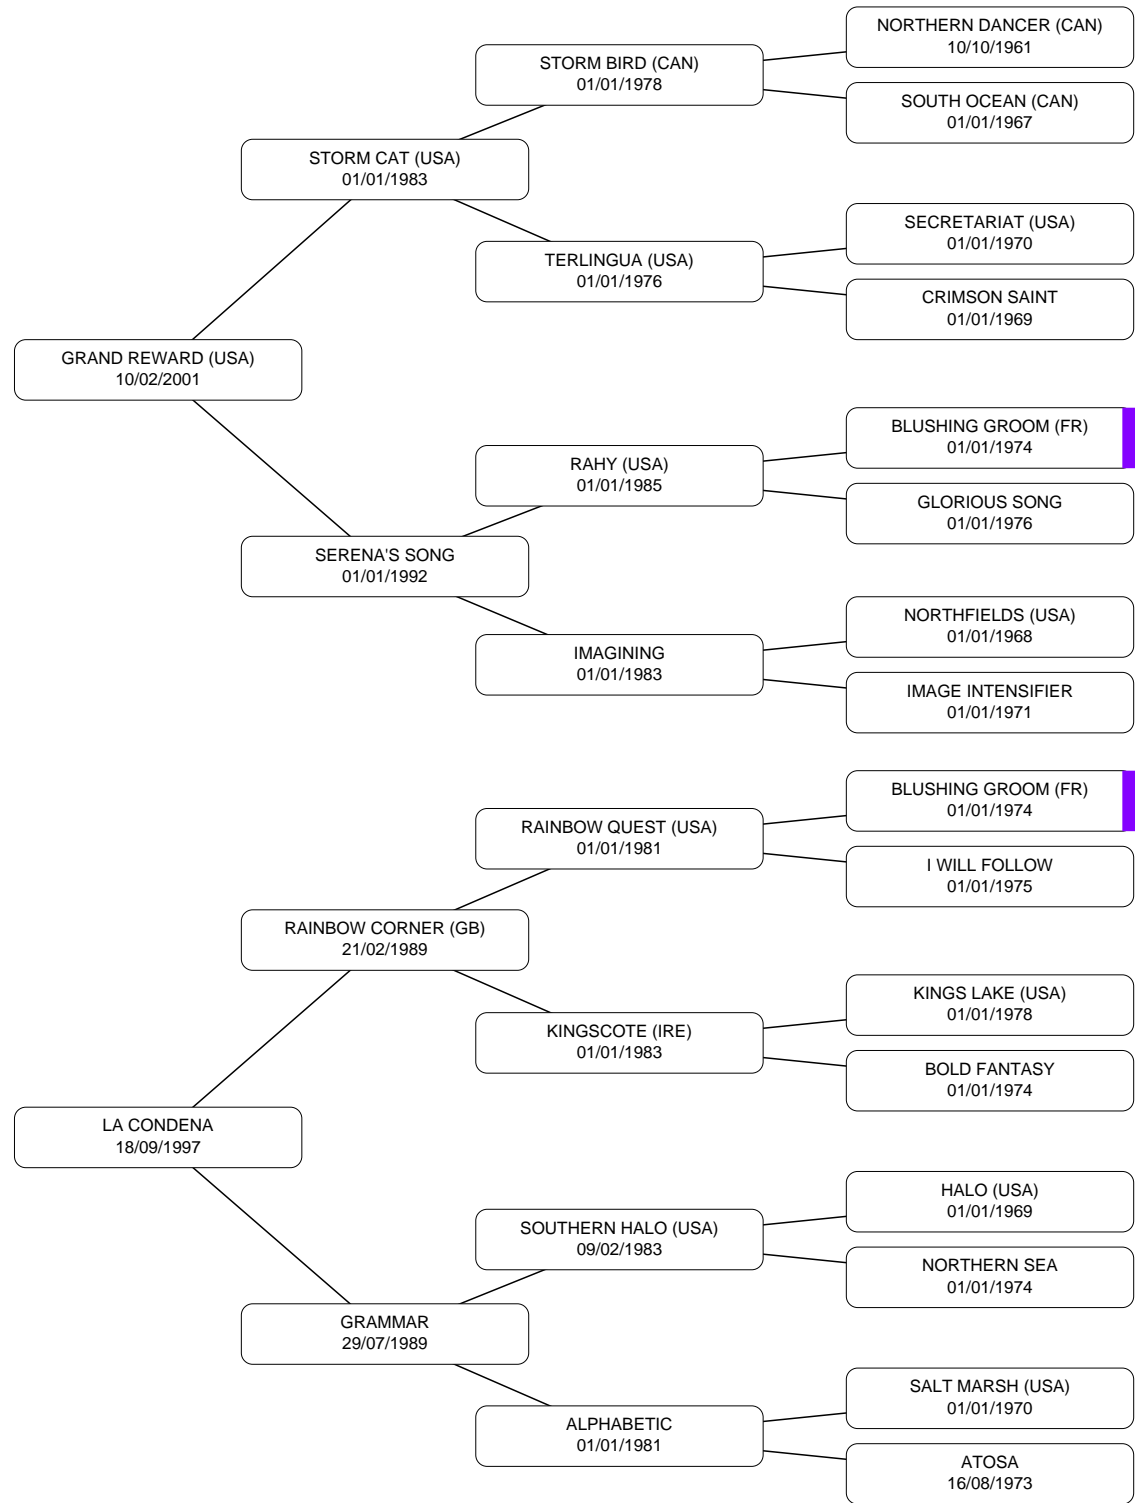 NORTHERN DANCER (CAN)
10/10/1961
STORM BIRD (CAN)
01/01/1978
SOUTH OCEAN (CAN)
01/01/1967
STORM CAT (USA)
01/01/1983
SECRETARIAT (USA)
01/01/1970
TERLINGUA (USA)
01/01/1976
CRIMSON SAINT
01/01/1969
GRAND REWARD (USA)
10/02/2001
BLUSHING GROOM (FR)
01/01/1974
RAHY (USA)
01/01/1985
GLORIOUS SONG
01/01/1976
SERENA'S SONG
01/01/1992
NORTHFIELDS (USA)
01/01/1968
IMAGINING
01/01/1983
IMAGE INTENSIFIER
01/01/1971
BLUSHING GROOM (FR)
01/01/1974
RAINBOW QUEST (USA)
01/01/1981
I WILL FOLLOW
01/01/1975
RAINBOW CORNER (GB)
21/02/1989
KINGS LAKE (USA)
01/01/1978
KINGSCOTE (IRE)
01/01/1983
BOLD FANTASY
01/01/1974
LA CONDENA
18/09/1997
HALO (USA)
01/01/1969
SOUTHERN HALO (USA)
09/02/1983
NORTHERN SEA
01/01/1974
GRAMMAR
29/07/1989
SALT MARSH (USA)
01/01/1970
ALPHABETIC
01/01/1981
ATOSA
16/08/1973